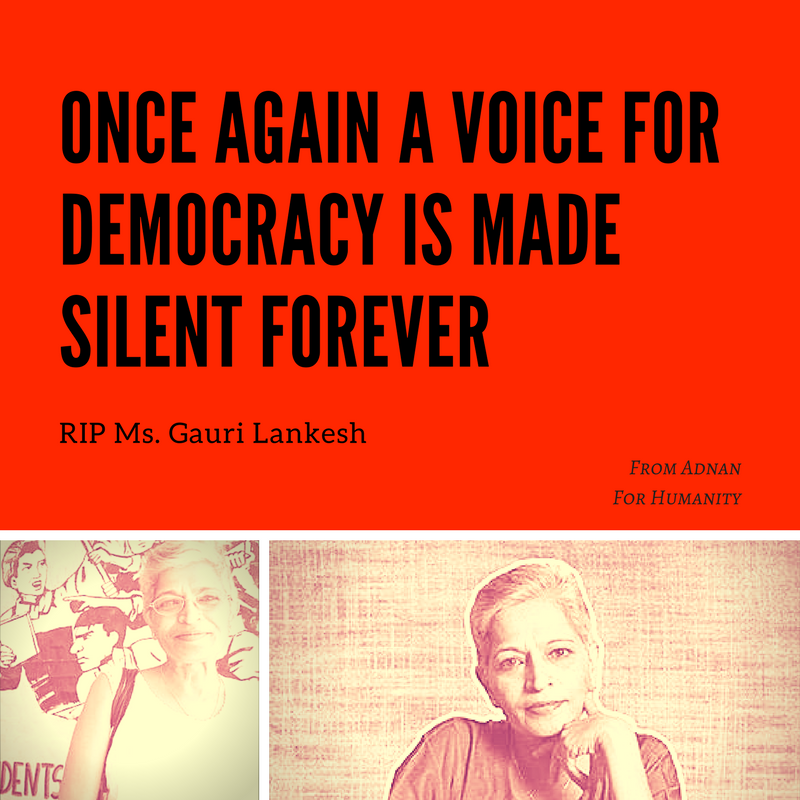 ONCE AGAIN A VOICE FOR
DEMOCRACY IS MADE
SILENT FOREVER
RIP Ms. Gauri Lankesh
From Adnan
For Humanity
DENTS